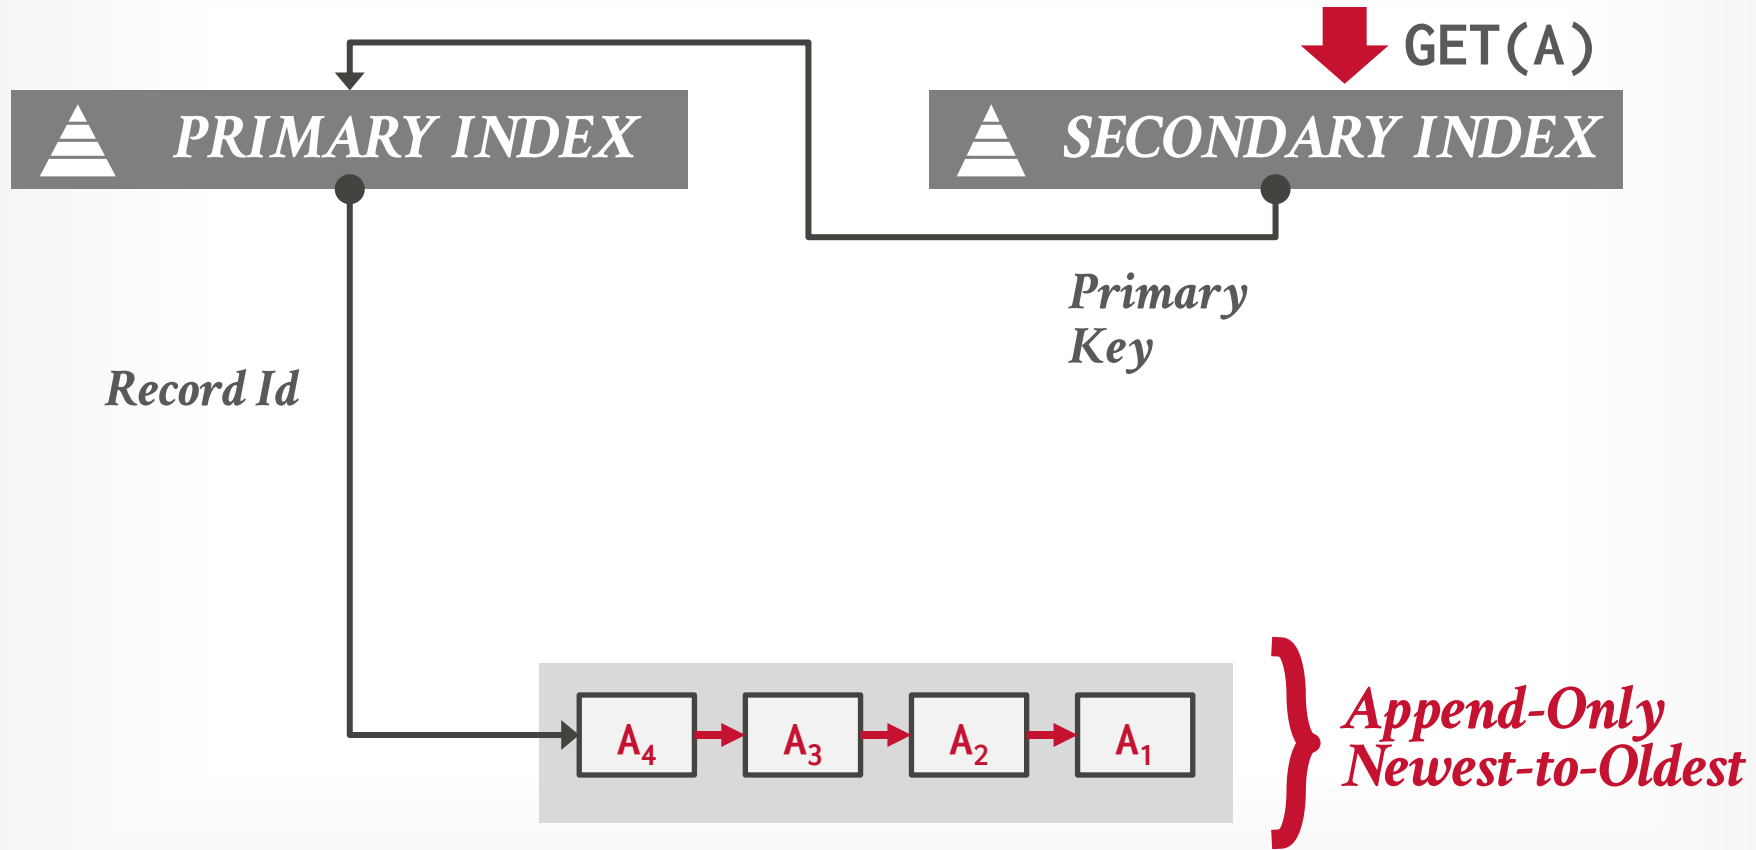 GET(A)
PRIMARY INDEX
SECONDARY INDEX
Primary
Key
Record Id
A4
A3
A2
A1
Append-Only
Newest-to-Oldest